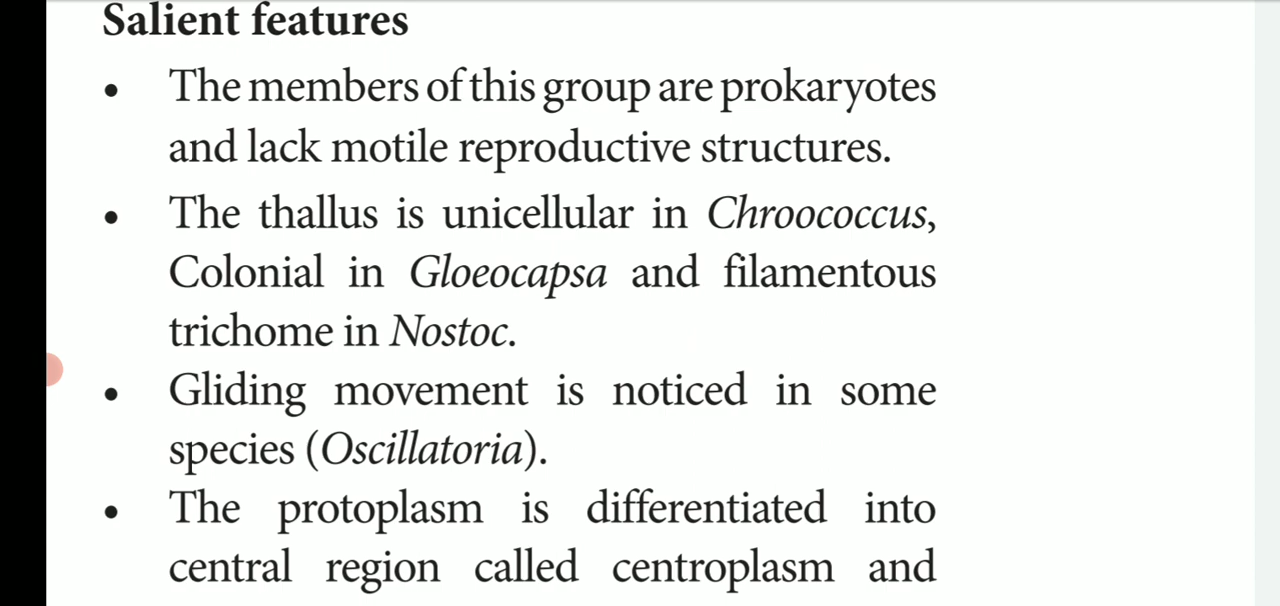 Salient features
• The members of this group are prokaryotes
and lack motile reproductive structures.
• The thallus is unicellular in Chroococcus,
Colonial in Gloeocapsa and filamentous
trichome in Nostoc.
• Gliding movement is noticed in some
species (Oscillatoria).
• The protoplasm is differentiated into
central region called centroplasm and